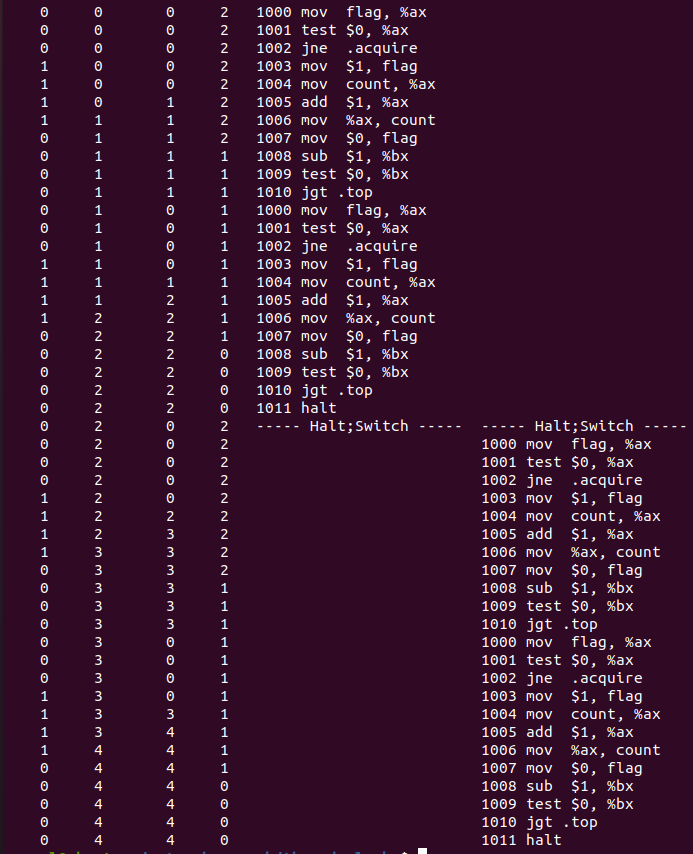 0 0 0 2 1000 mov flag, %ax
0 0 0 2 1001 test $0, %ax
0 0 0 2 1002 jne .acquire
1 0 0 2 1003 mov $1, flag
1 0 0 2 1004 mov count, %ax
1 0 1 2 1005 add $1, %ax
1 1 1 2 1006 mov %ax, count
0 1 1 2 1007 mov $0, flag
0 1 1 1 1008 sub $1, %bx
0 1 1 1 1009 test $0, %bx
0 1 1 1 1010 jgt .top
0 1 0 1 1000 mov flag, %ax
0 1 0 1 1001 test $0, %ax
0 1 0 1 1002 jne .acquire
1 1 0 1 1003 mov $1, flag
1 1 1 1 1004 mov count, %ax
1 1 2 1 1005 add $1, %ax
1 2 2 1 1006 mov %ax, count
0 2 2 1 1007 mov $0, flag
0 2 2 0 1008 sub $1, %bx
0 2 2 0 1009 test $0, %bx
0 2 2 0 1010 jgt .top
0 2 2 0 1011 halt
0 2 0 2 ----- Halt;Switch ----- ----- Halt;Switch -----
0 2 0 2 1000 mov flag, %ax
0 2 0 2 1001 test $0, %ax
0 2 0 2 1002 jne .acquire
1 2 0 2 1003 mov $1, flag
1 2 2 2 1004 mov count, %ax
1 2 3 2 1005 add $1, %ax
1 3 3 2 1006 mov %ax, count
0 3 3 2 1007 mov $0, flag
0 3 3 1 1008 sub $1, %bx
0 3 3 1 1009 test $0, %bx
0 3 3 1 1010 jgt .top
0 3 0 1 1000 mov flag, %ax
0 3 0 1 1001 test $0, %ax
0 3 0 1 1002 jne .acquire
1 3 0 1 1003 mov $1, flag
1 3 3 1 1004 mov count, %ax
1 3 4 1 1005 add $1, %ax
1 4 4 1 1006 mov %ax, count
0 4 4 1 1007 mov $0, flag
0 4 4 0 1008 sub $1, %bx
0 4 4 0 1009 test $0, %bx
0 4 4 0 1010 jgt .top
0 4 4 0 1011 halt